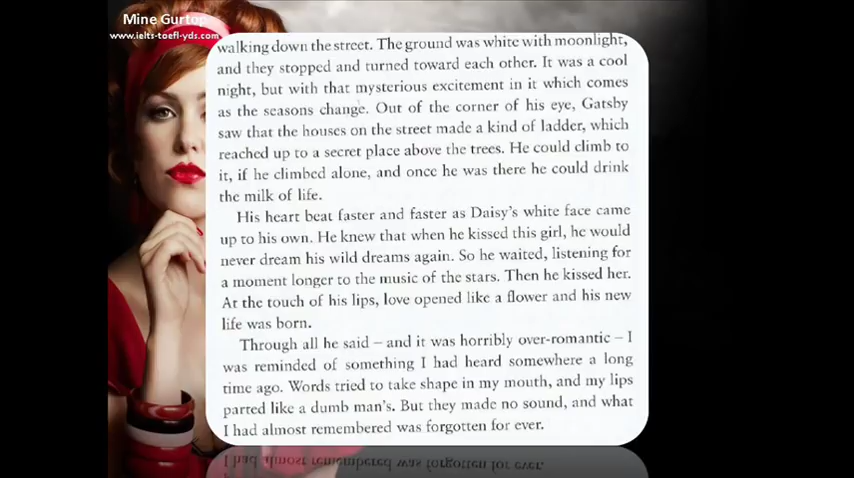 Mine Gurtop
www.ielts-toefl-yds.com
walking down the street. The ground was white with moonlight,
and they stopped and turned toward each other. It was a cool
night, but with that mysterious excitement in it which comes
as the seasons change. Out of the corner of his eye, Gatsby
saw that the houses on the street made a kind of ladder, which
reached up to a secret place above the trees. He could climb to
it, if he climbed alone, and once he was there he could drink
the milk of life.
His heart beat faster and faster as Daisy's white face came
up to his own. He knew that when he kissed this girl, he would
never dream his wild dreams again. So he waited, listening for
a moment longer to the music of the stars. Then he kissed her.
At the touch of his lips, love opened like a flower and his new
life was born.
Through all he said – and it was horribly over-romantic – I
was reminded of something I had heard somewhere a long
time ago. Words tried to take shape in my mouth, and my lips
parted like a dumb man's. But they made no sound, and what
I had almost remembered was forgotten for ever.